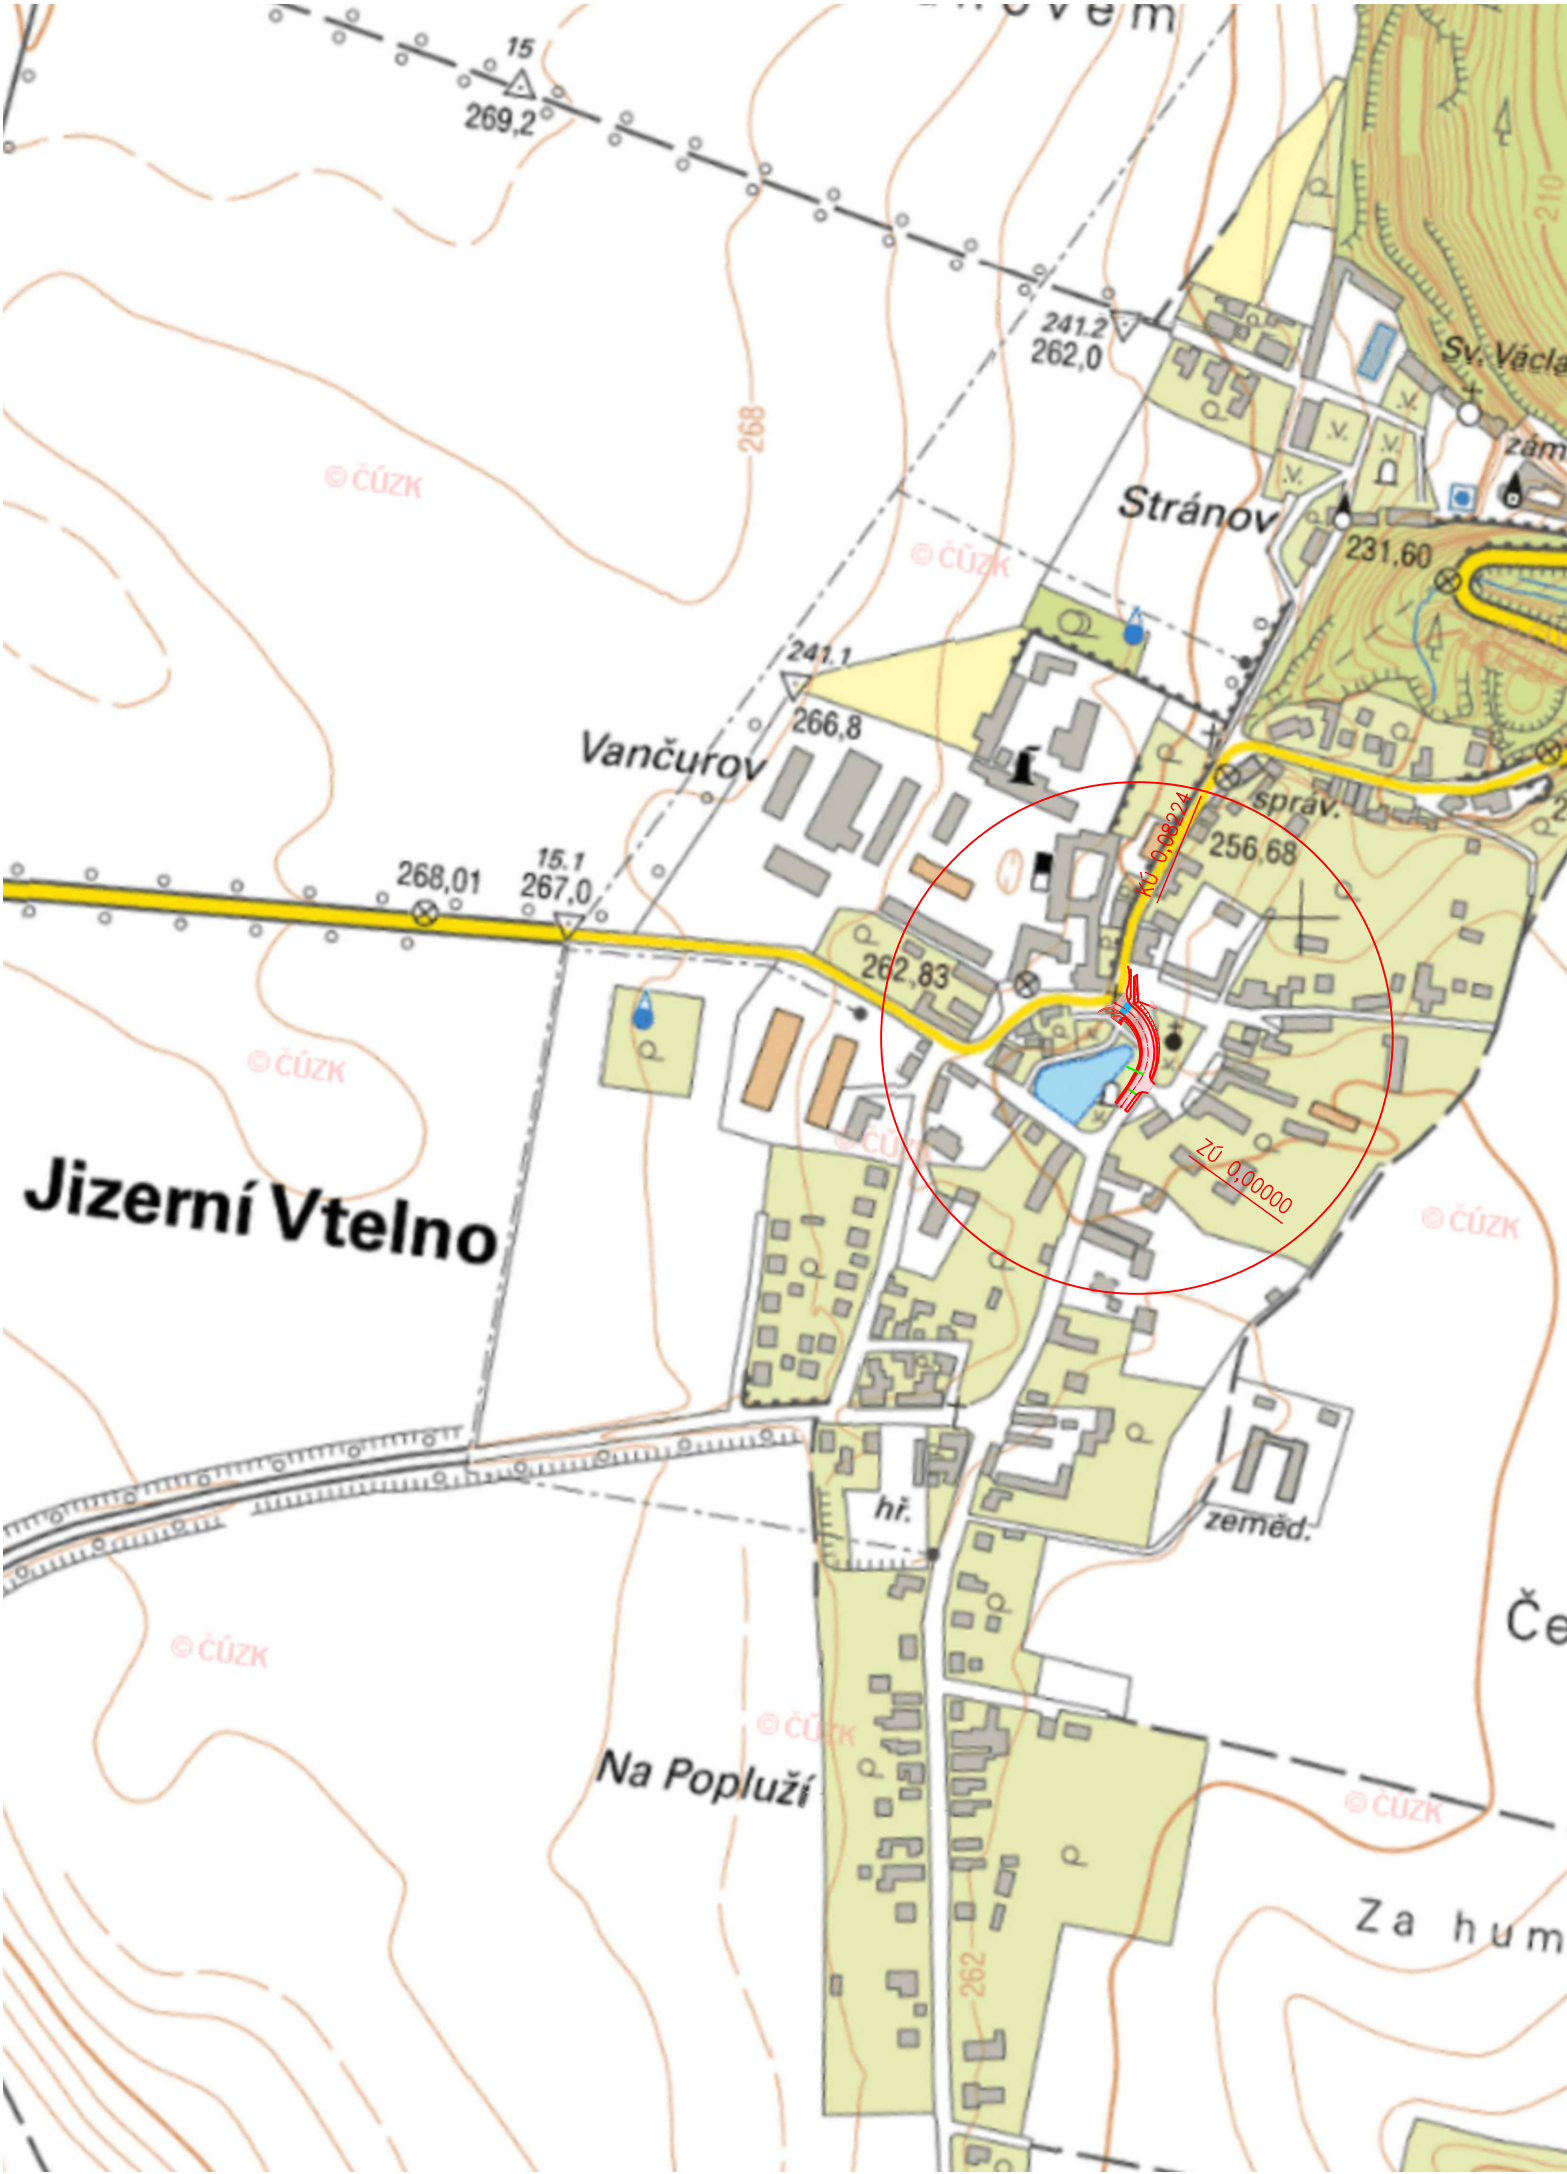 15
269,2
210
241.2
262,0
Sv. Václa
268
© ČÚZK
zám
Stránov
231,60
© ČÚZK
241.1
266,8
Vančurov
správ.
KÚ 0,08224
256,68
15.1
268,01
267,0
262,83
© ČÚZK
© ČÚZK
ZÚ 0,00000
Jizerní Vtelno
© ČÚZK
hř.
zeměd.
Če
© ČÚZK
© ČÚZK
Na Popluží
© ČÚZK
Za hum
262